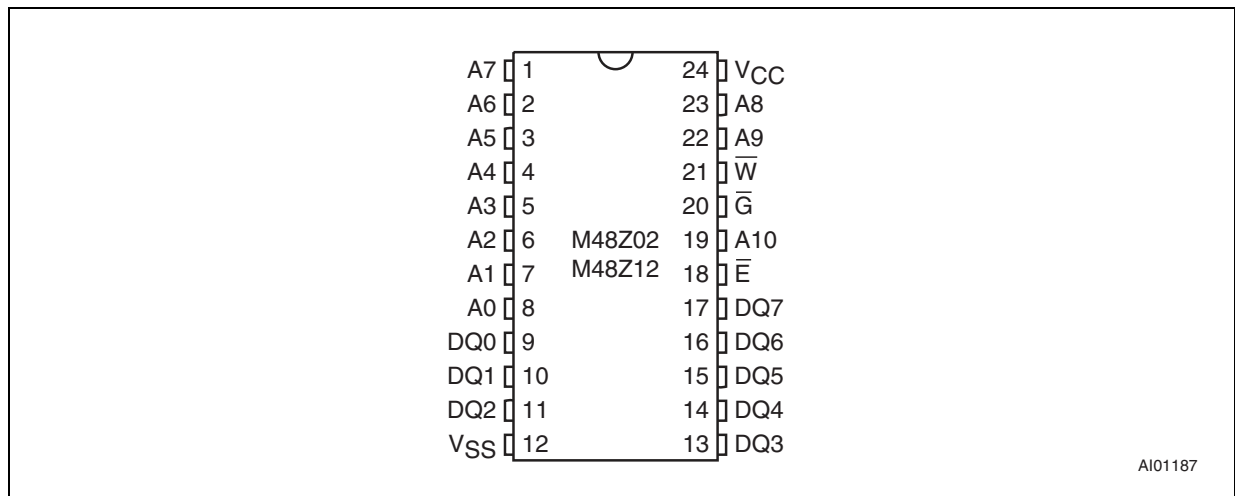 A7 1 24 VCC
A6 2 23 A8
A5 3 22 A9
A4 4 21 W̅
A3 5 20 G̅
A2 6 M48Z02 19 A10
A1 7 M48Z12 18 E̅
A0 8 17 DQ7
DQ0 9 16 DQ6
DQ1 10 15 DQ5
DQ2 11 14 DQ4
VSS 12 13 DQ3
AI01187